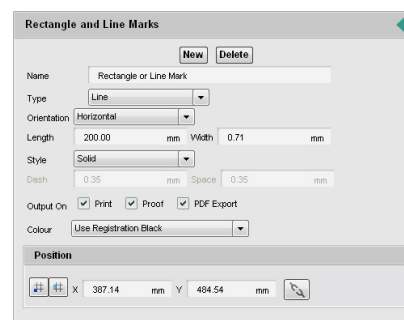 Rectangle and Line Marks
New Delete
Name Rectangle or Line Mark
Type Line
Orientation Horizontal
Length 200.00 mm Width 0.71 mm
Style Solid
Dash 0.35 mm Space 0.35 mm
Output On Print Proof PDF Export
Colour Use Registration Black
Position
X 387.14 mm Y 484.54 mm